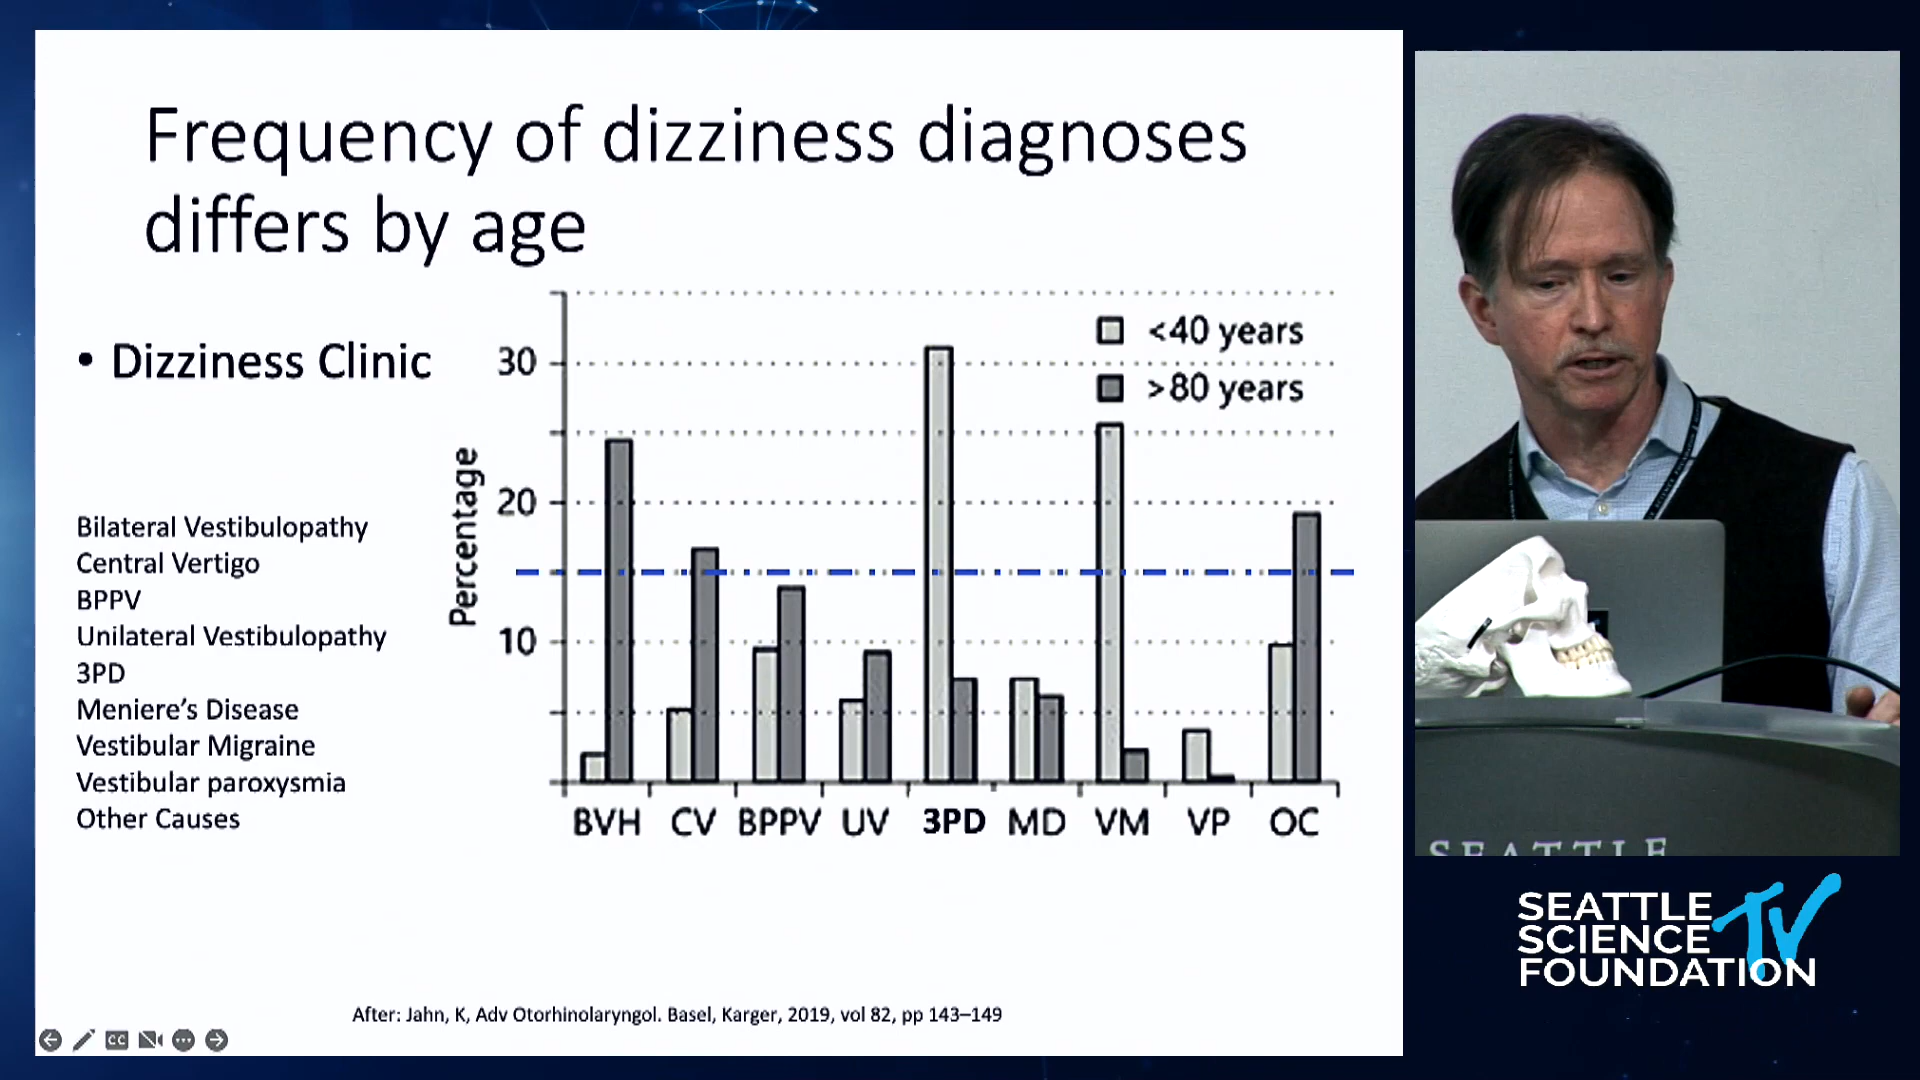 Frequency of dizziness diagnoses
differs by age
• Dizziness Clinic
Bilateral Vestibulopathy
Central Vertigo
BPPV
Unilateral Vestibulopathy
3PD
Meniere's Disease
Vestibular Migraine
Vestibular paroxysmia
Other Causes
Percentage
30
20
10
<40 years
>80 years
BVH CV BPPV UV 3PD MD VM VP OC
After: Jahn, K, Adv Otorhinolaryngol. Basel, Karger, 2019, vol 82, pp 143–149
CC
SEATTLE
SEATTLE
SCIENCE
FOUNDATION
TV